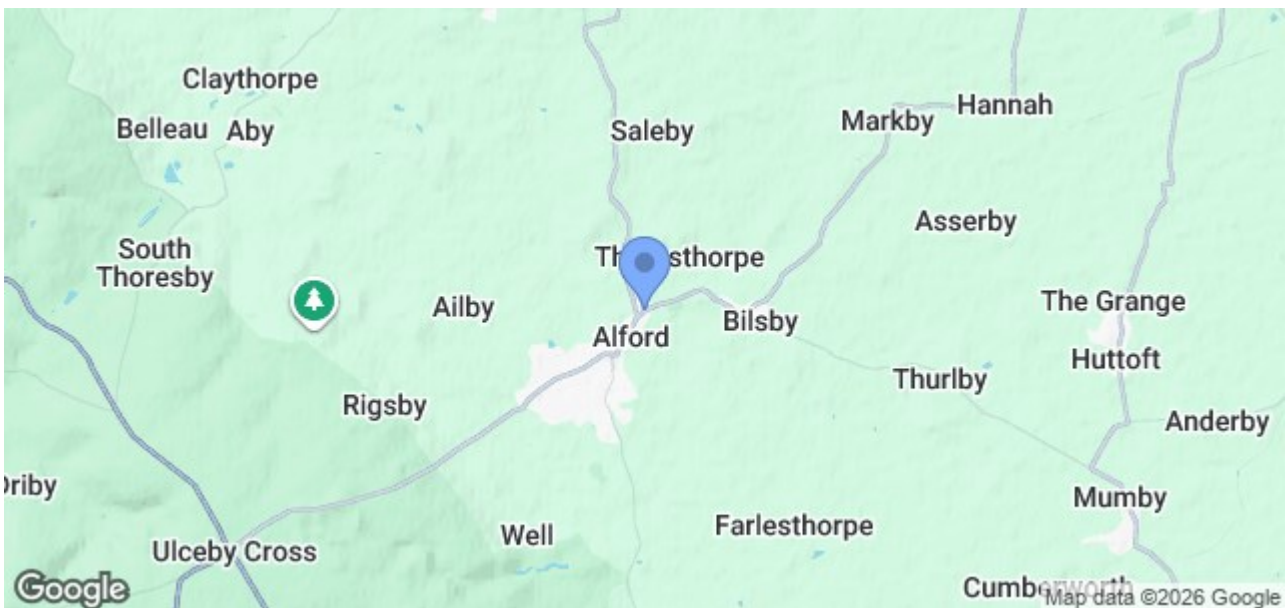 Claythorpe
Hannah
Belleau
Aby
Saleby
Markby
Asserby
South
Thoresby
sthorpe
Ailby
The Grange
Alford
Bilsby
Huttoft
Thurlby
Rigsby
Anderby
Mumby
Well
Farlesthorpe
Ulceby Cross
Google
Map data ©2026 Google